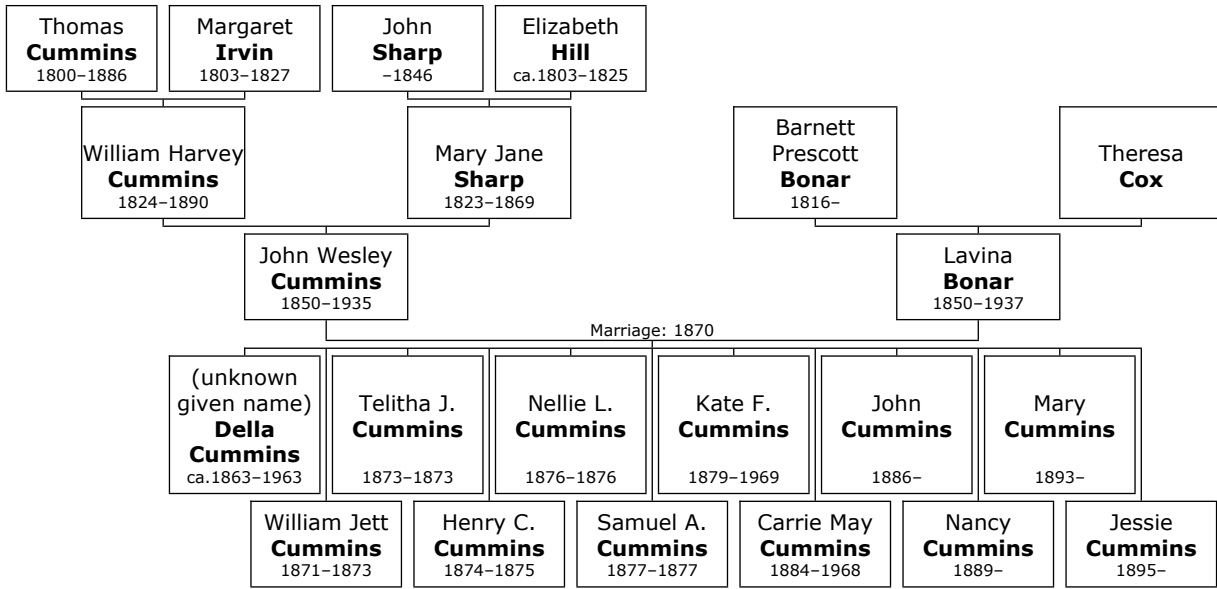 Thomas
Cummins
1800–1886
Margaret
Irvin
1803–1827
John
Sharp
–1846
Elizabeth
Hill
ca.1803–1825
William Harvey
Cummins
1824–1890
Mary Jane
Sharp
1823–1869
Barnett
Prescott
Bonar
1816–
Theresa
Cox
John Wesley
Cummins
1850–1935
Lavina
Bonar
1850–1937
Marriage: 1870
(unknown
given name)
Della
Cummins
ca.1863–1963
Telitha J.
Cummins
1873–1873
Nellie L.
Cummins
1876–1876
Kate F.
Cummins
1879–1969
John
Cummins
1886–
Mary
Cummins
1893–
William Jett
Cummins
1871–1873
Henry C.
Cummins
1874–1875
Samuel A.
Cummins
1877–1877
Carrie May
Cummins
1884–1968
Nancy
Cummins
1889–
Jessie
Cummins
1895–